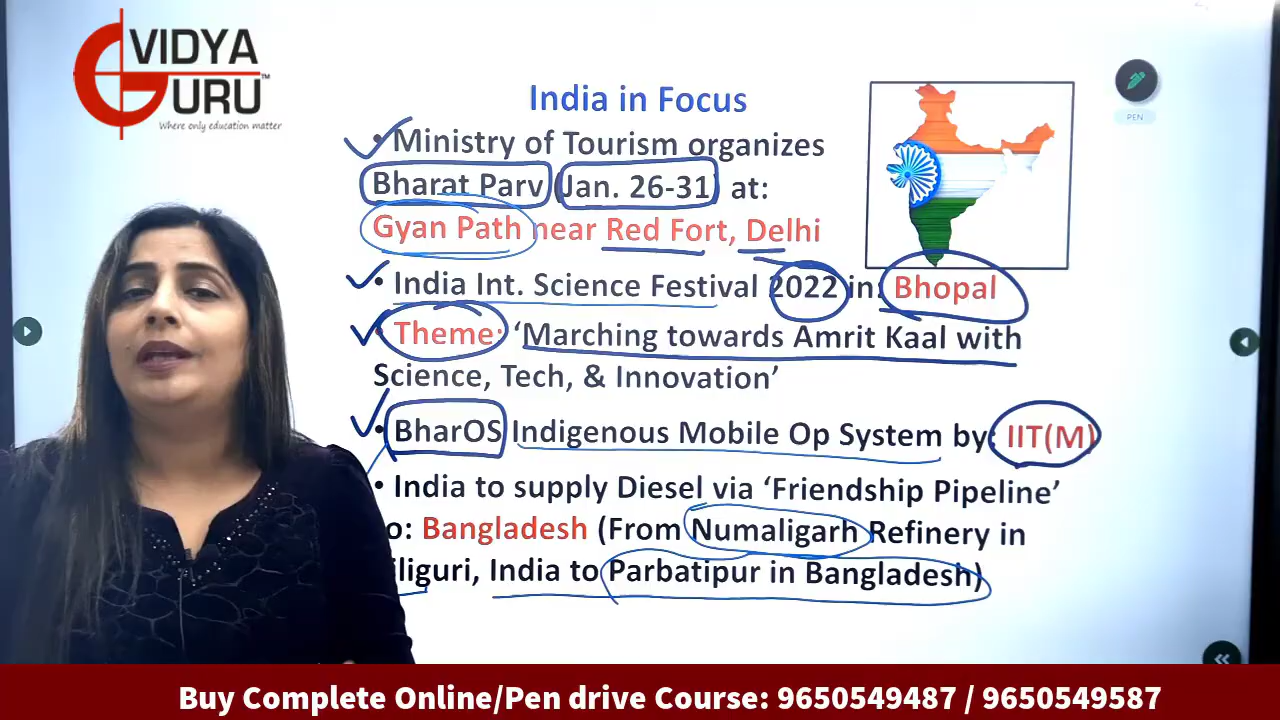 VIDYA
GURU™
Where only education matter
India in Focus
• Ministry of Tourism organizes
Bharat Parv (Jan. 26-31) at:
Gyan Path near Red Fort, Delhi
• India Int. Science Festival 2022 in: Bhopal
• Theme: ‘Marching towards Amrit Kaal with
Science, Tech, & Innovation’
• BharOS Indigenous Mobile Op System by: IIT(M)
• India to supply Diesel via ‘Friendship Pipeline’
o: Bangladesh (From Numaligarh Refinery in
iliguri, India to Parbatipur in Bangladesh)
PEN
Buy Complete Online/Pen drive Course: 9650549487 / 9650549587